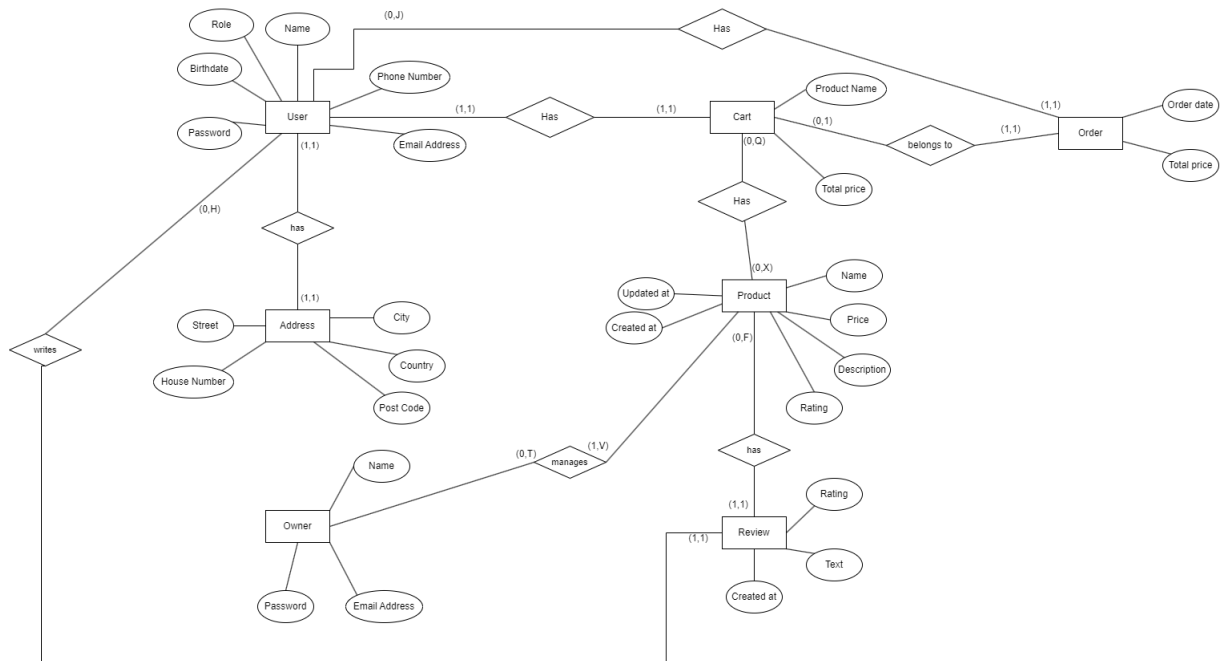 (0,J)
Has
Role
Name
Birthdate
Phone Number
Product Name
User
(1,1)
Has
(1,1)
Cart
(1,1)
Order date
Password
Email Address
(0,1)
belongs to
(1,1)
Order
(1,1)
(0,Q)
Total price
Total price
(0,H)
has
Has
(0,X)
Name
Updated at
Product
(1,1)
Street
Address
City
Created at
Price
(0,F)
writes
House Number
Country
Description
Post Code
Rating
(1,V)
(0,T)
manages
has
Name
Rating
(1,1)
Owner
(1,1)
Review
Text
Password
Email Address
Created at